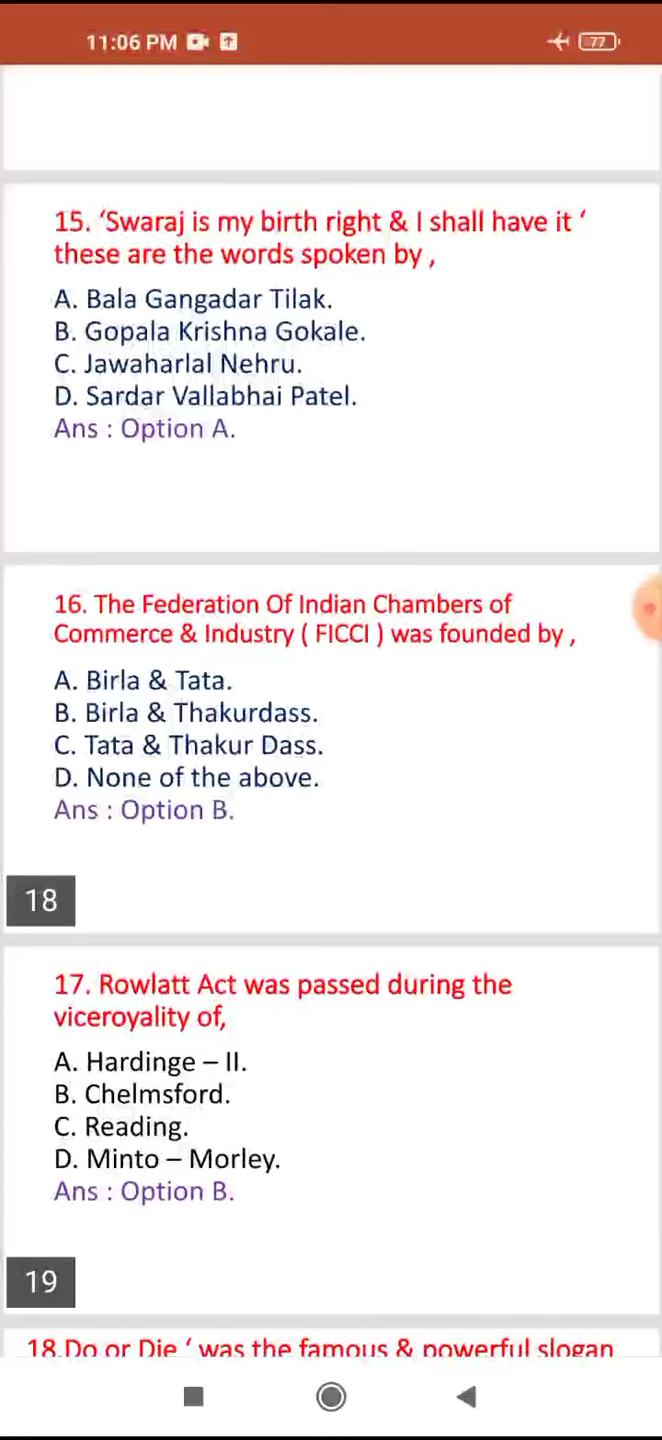 11:06 PM
77
15. ‘Swaraj is my birth right & I shall have it ‘
these are the words spoken by ,
A. Bala Gangadar Tilak.
B. Gopala Krishna Gokale.
C. Jawaharlal Nehru.
D. Sardar Vallabhai Patel.
Ans : Option A.
16. The Federation Of Indian Chambers of
Commerce & Industry ( FICCI ) was founded by ,
A. Birla & Tata.
B. Birla & Thakurdass.
C. Tata & Thakur Dass.
D. None of the above.
Ans : Option B.
18
17. Rowlatt Act was passed during the
viceroyality of,
A. Hardinge – II.
B. Chelmsford.
C. Reading.
D. Minto – Morley.
Ans : Option B.
19
18.Do or Die ‘ was the famous & powerful slogan